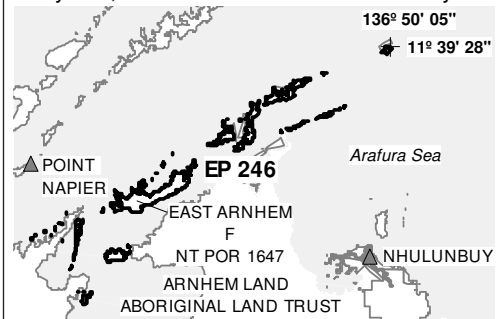 136º 50' 05"
11º 39' 28"
Arafura Sea
POINT
NAPIER
EP 246
EAST ARNHEM
F
NT POR 1647
NHULUNBUY
ARNHEM LAND
ABORIGINAL LAND TRUST